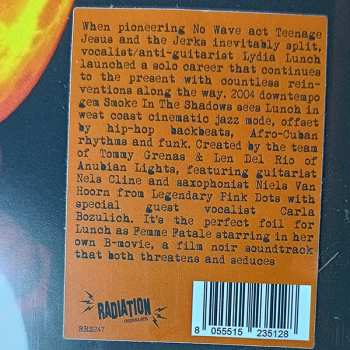 When pioneering No Wave act Teenage
Jesus and the Jerks inevitably split,
vocalist/anti-guitarist Lydia Lunch
launched a solo career that continues
to the present with countless rein-
ventions along the way. 2004 downtempo
gem Smoke In The Shadows sees Lunch in
west coast cinematic jazz mode, offset
by hip-hop backbeats, Afro-Cuban
rhythms and funk. Created by the team
of Tommy Grenas & Len Del Rio of
Anubian Lights, featuring guitarist
Nels Cline and saxophonist Niels Van
Hoorn from Legendary Pink Dots with
special guest vocalist Carla
Bozulich. It's the perfect foil for
Lunch as Femme Fatale starring in her
own B-movie, a film noir soundtrack
that both threatens and seduces
RADIATION
RRS247
8 055515 235128